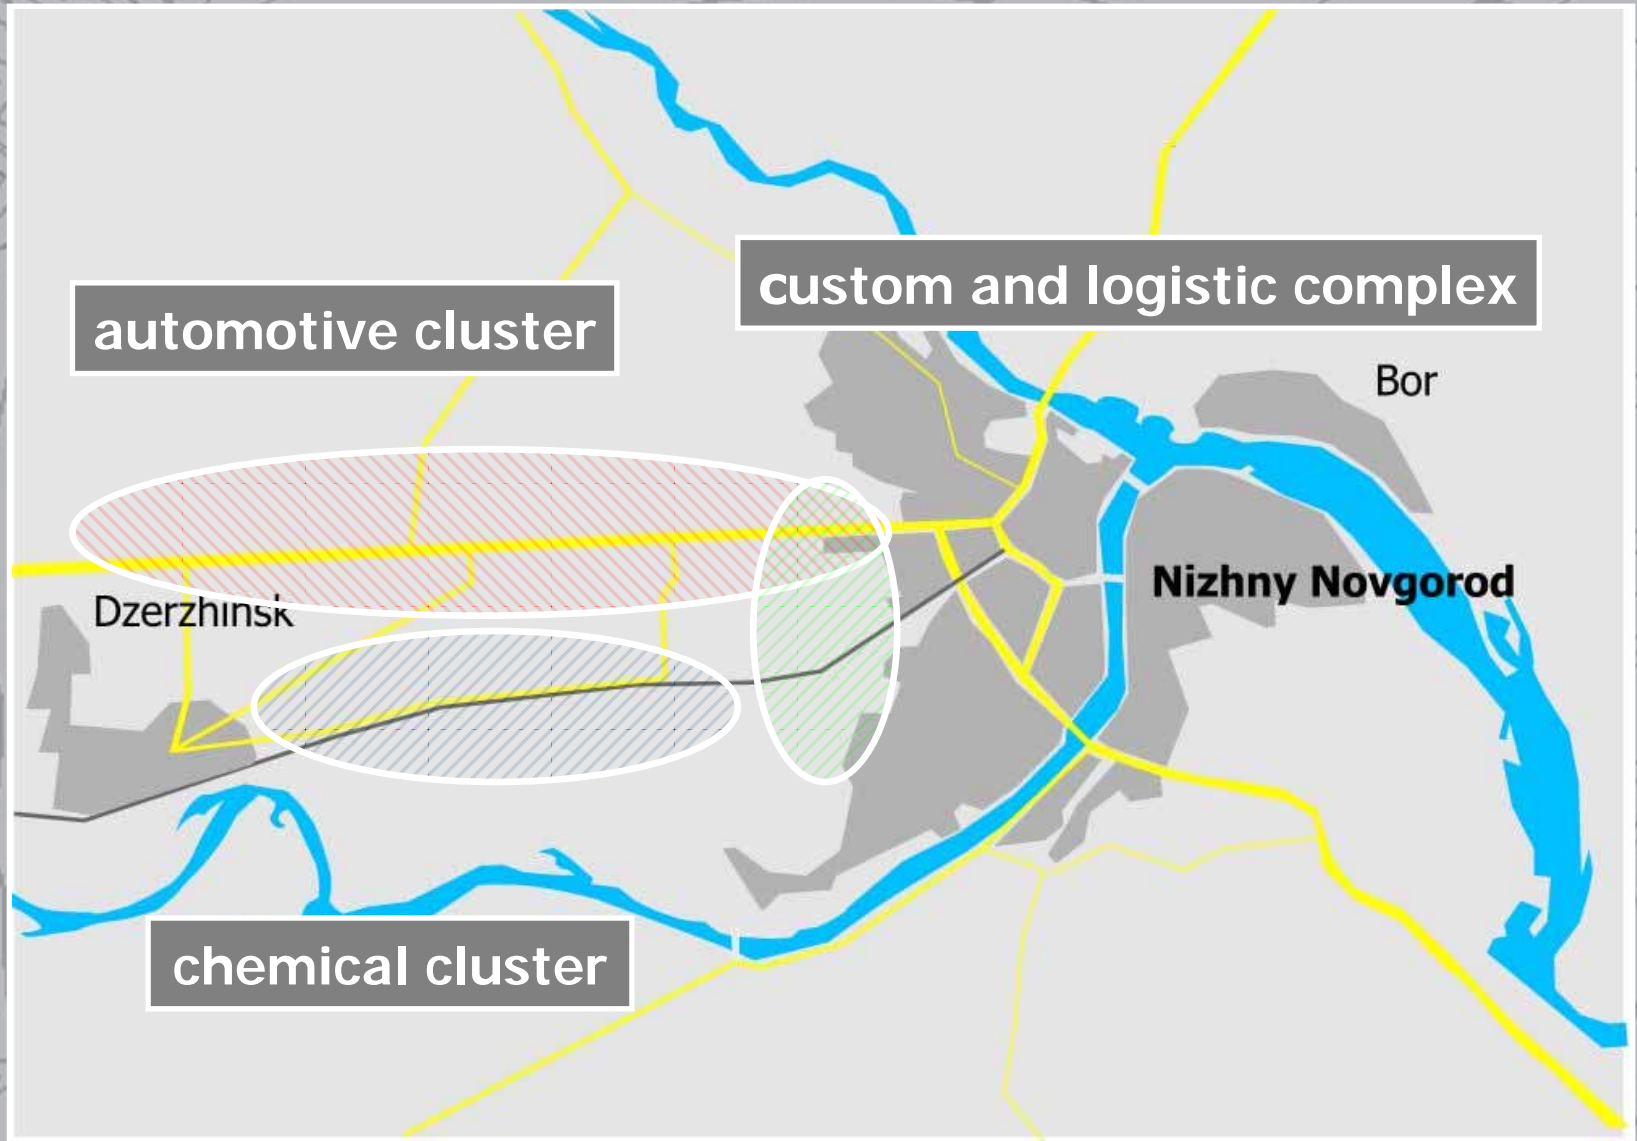 custom and logistic complex
automotive cluster
Bor
Nizhny Novgorod
Dzerzhinsk
chemical cluster